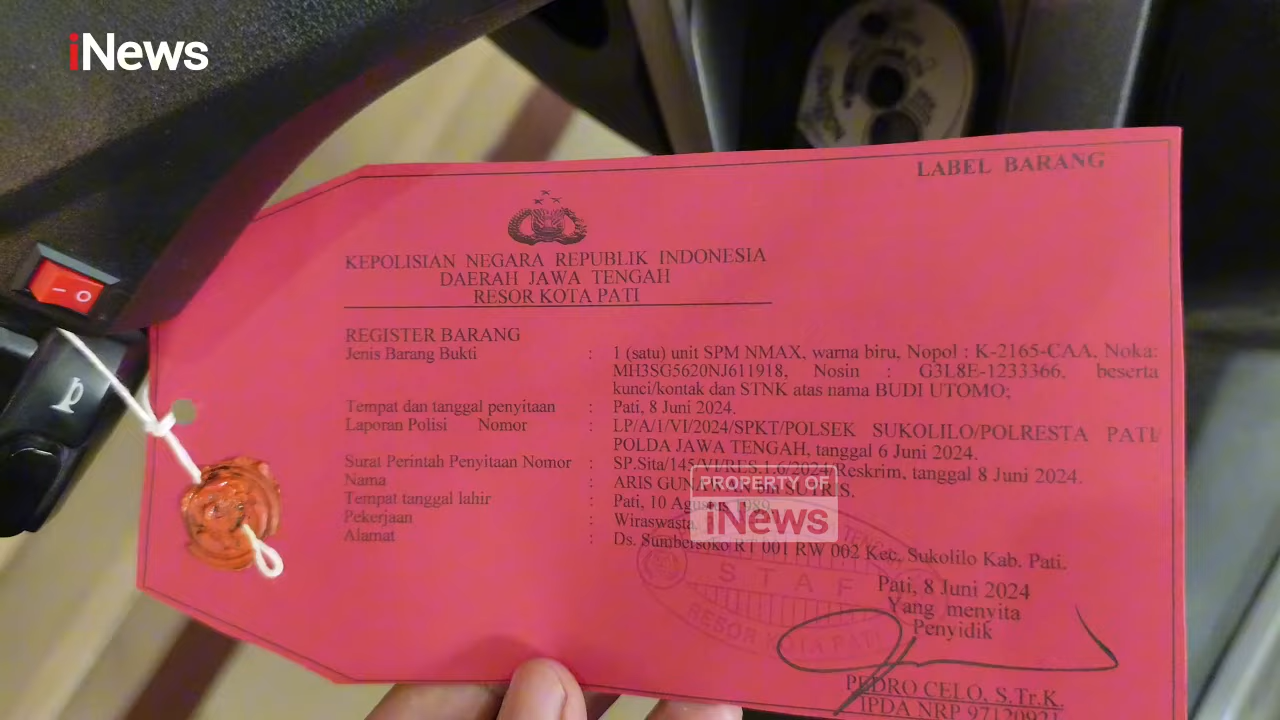 iNews
LABEL BARANG
KEPOLISIAN NEGARA REPUBLIK INDONESIA
DAERAH JAWA TENGAH
RESOR KOTA PATI
REGISTER BARANG
Jenis Barang Bukti : 1 (satu) unit SPM NMAX, warna biru, Nopol : K-2165-CAA, Noka:
MH3SG5620NJ611918, Nosin : G3L8E-1233366, beserta
kunci/kontak dan STNK atas nama BUDI UTOMO;
Tempat dan tanggal penyitaan : Pati, 8 Juni 2024.
Laporan Polisi Nomor : LP/A/1/VI/2024/SPKT/POLSEK SUKOLILO/POLRESTA PATI/
POLDA JAWA TENGAH, tanggal 6 Juni 2024.
Surat Perintah Penyitaan Nomor : SP.Sita/145/VI/RES.1.6/2024/Reskrim, tanggal 8 Juni 2024.
Nama : ARIS GUNAWAN bin SUTRIS.
Tempat tanggal lahir : Pati, 10 Agustus 1989.
Pekerjaan : Wiraswasta.
Alamat : Ds. Sumbersoko RT 001 RW 002 Kec. Sukolilo Kab. Pati.
PROPERTY OF
iNews
STAF
RESOR KOTA PATI
Pati, 8 Juni 2024
Yang menyita
Penyidik
PEDRO CELO, S.Tr.K.
IPDA NRP 97120921